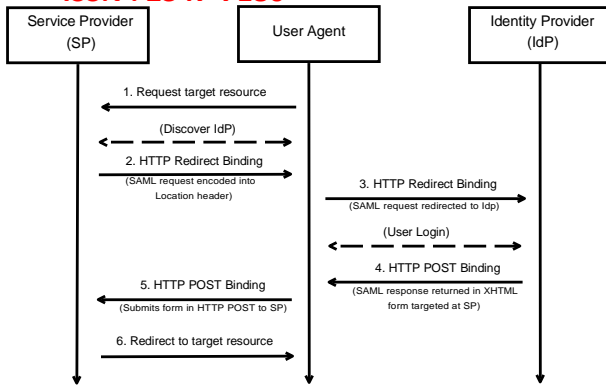 Service Provider
(SP)
User Agent
Identity Provider
(IdP)
1. Request target resource
(Discover IdP)
2. HTTP Redirect Binding
(SAML request encoded into
Location header)
3. HTTP Redirect Binding
(SAML request redirected to Idp)
(User Login)
4. HTTP POST Binding
(SAML response returned in XHTML
form targeted at SP)
5. HTTP POST Binding
(Submits form in HTTP POST to SP)
6. Redirect to target resource